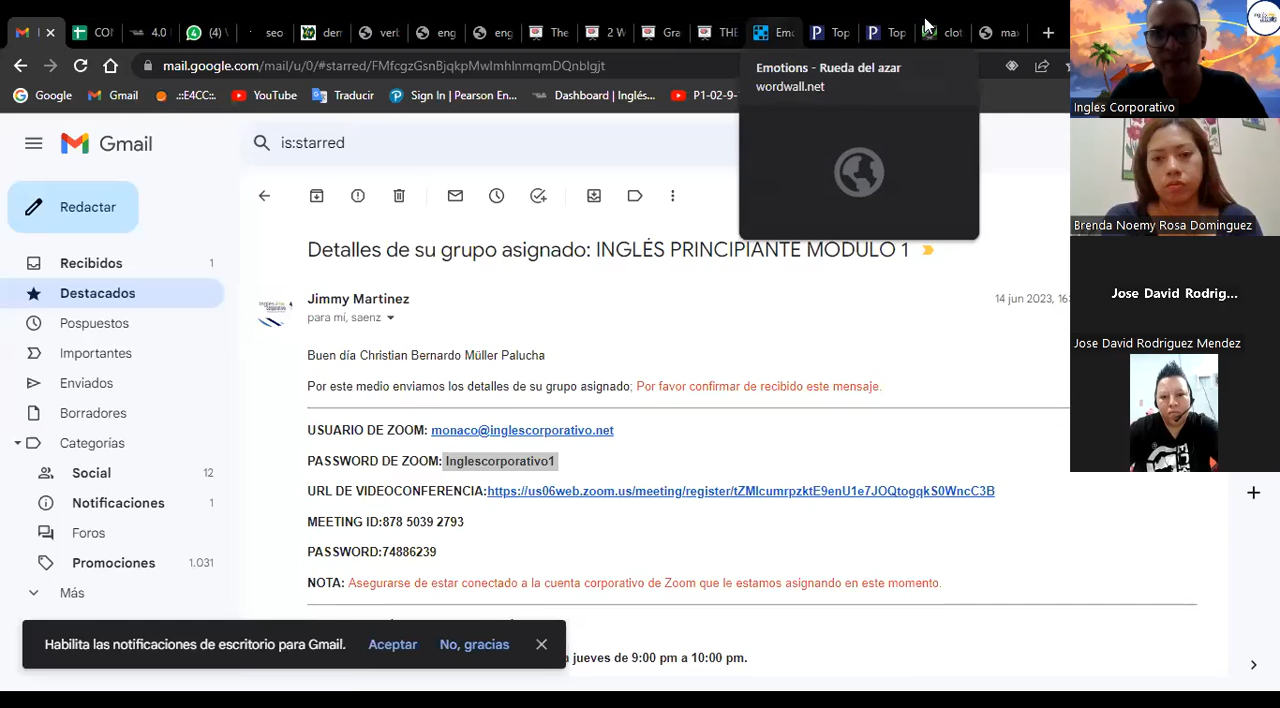 4.0
(4)
seo
der
verl
eng
eng
The
2 W
Gra
THE
Emo
Top
Top
clot
ma
mail.google.com/mail/u/0/#starred/FMfcgzGsnBjqkpMwImhlnmqmDQnblgjt
Google
Gmail
.::E4CC::.
YouTube
Traducir
Sign In | Pearson En...
Dashboard | Inglés...
P1-02-9-
Emotions - Rueda del azar
wordwall.net
Ingles Corporativo
Gmail
is:starred
Redactar
Brenda Noemy Rosa Dominguez
Detalles de su grupo asignado: INGLÉS PRINCIPIANTE MODULO 1
Recibidos 1
Destacados
Jimmy Martinez
14 jun 2023, 16:
para mí, saenz
Jose David Rodrig...
Pospuestos
Jose David Rodriguez Mendez
Importantes
Buen día Christian Bernardo Müller Palucha
Enviados
Por este medio enviamos los detalles de su grupo asignado; Por favor confirmar de recibido este mensaje.
Borradores
USUARIO DE ZOOM: monaco@inglescorporativo.net
Categorías
PASSWORD DE ZOOM: Inglescorporativo1
Social 12
URL DE VIDEOCONFERENCIA:https://us06web.zoom.us/meeting/register/tZMlcumrpzktE9enU1e7JOQtogqkS0WncC3B
Notificaciones 1
MEETING ID:878 5039 2793
Foros
PASSWORD:74886239
Promociones 1.031
NOTA: Asegurarse de estar conectado a la cuenta corporativo de Zoom que le estamos asignando en este momento.
Más
Habilita las notificaciones de escritorio para Gmail. Aceptar No, gracias
jueves de 9:00 pm a 10:00 pm.